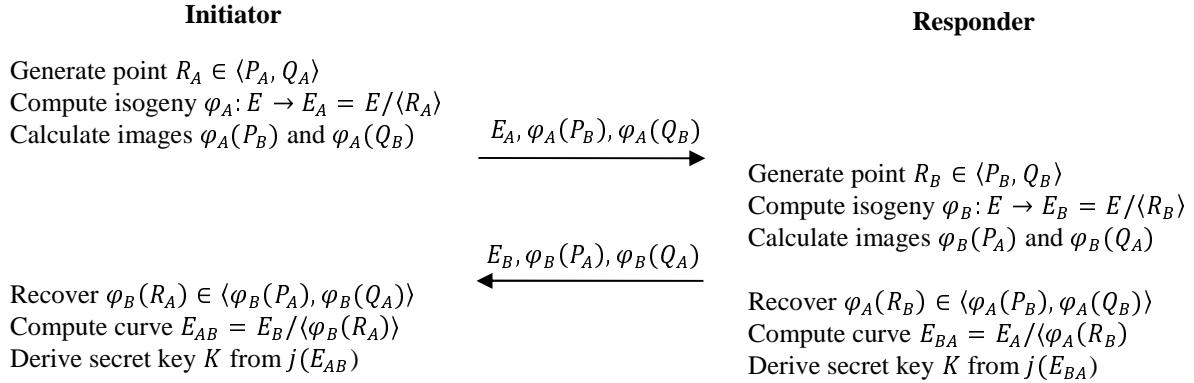 Initiator
Responder
Generate point R_A ∈ ⟨P_A, Q_A⟩
Compute isogeny φ_A: E → E_A = E/⟨R_A⟩
Calculate images φ_A(P_B) and φ_A(Q_B)
E_A, φ_A(P_B), φ_A(Q_B)
Generate point R_B ∈ ⟨P_B, Q_B⟩
Compute isogeny φ_B: E → E_B = E/⟨R_B⟩
Calculate images φ_B(P_A) and φ_B(Q_A)
E_B, φ_B(P_A), φ_B(Q_A)
Recover φ_B(R_A) ∈ ⟨φ_B(P_A), φ_B(Q_A)⟩
Compute curve E_AB = E_B/⟨φ_B(R_A)⟩
Derive secret key K from j(E_AB)
Recover φ_A(R_B) ∈ ⟨φ_A(P_B), φ_A(Q_B)⟩
Compute curve E_BA = E_A/⟨φ_A(R_B)
Derive secret key K from j(E_BA)